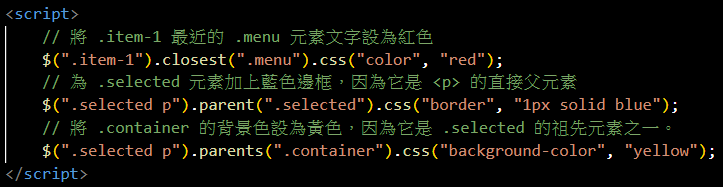 <script>
// 將 .item-1 最近的 .menu 元素文字設為紅色
$(".item-1").closest(".menu").css("color", "red");
// 為 .selected 元素加上藍色邊框，因為它是 <p> 的直接父元素
$(".selected p").parent(".selected").css("border", "1px solid blue");
// 將 .container 的背景色設為黃色，因為它是 .selected 的祖先元素之一。
$(".selected p").parents(".container").css("background-color", "yellow");
</script>